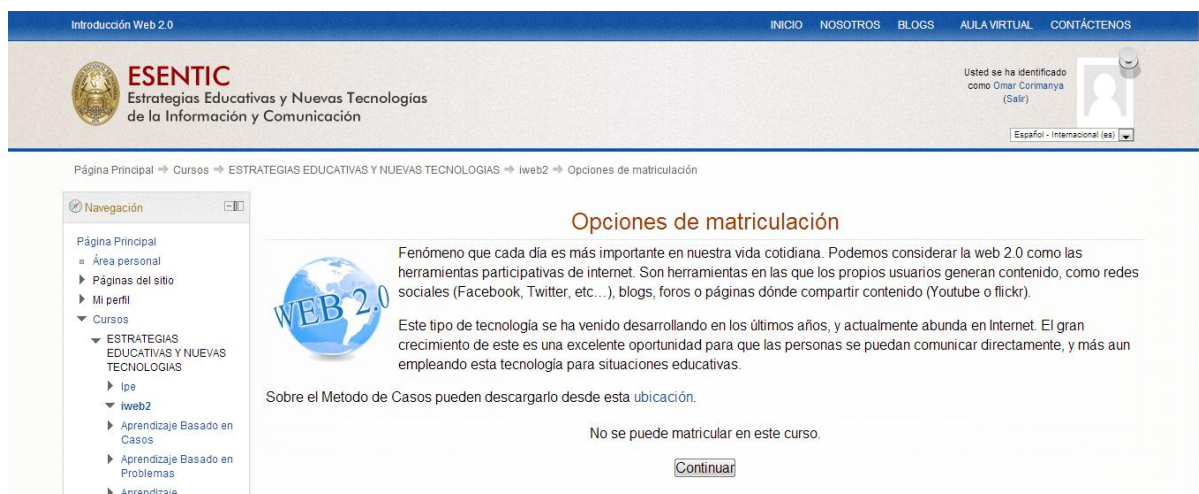 Introducción Web 2.0
INICIO NOSOTROS BLOGS AULA VIRTUAL CONTÁCTENOS
ESENTIC
Estrategias Educativas y Nuevas Tecnologías
de la Información y Comunicación
Usted se ha identificado
como Omar Corimanya
(Salir)
Español - Internacional (es)
Página Principal ➔ Cursos ➔ ESTRATEGIAS EDUCATIVAS Y NUEVAS TECNOLOGIAS ➔ iweb2 ➔ Opciones de matriculación
Navegación
Página Principal
Área personal
Páginas del sitio
Mi perfil
Cursos
ESTRATEGIAS
EDUCATIVAS Y NUEVAS
TECNOLOGIAS
Ipe
iweb2
Aprendizaje Basado en
Casos
Aprendizaje Basado en
Problemas
Aprendizaje
Opciones de matriculación
WEB 2.0
Fenómeno que cada día es más importante en nuestra vida cotidiana. Podemos considerar la web 2.0 como las
herramientas participativas de internet. Son herramientas en las que los propios usuarios generan contenido, como redes
sociales (Facebook, Twitter, etc…), blogs, foros o páginas dónde compartir contenido (Youtube o flickr).
Este tipo de tecnología se ha venido desarrollando en los últimos años, y actualmente abunda en Internet. El gran
crecimiento de este es una excelente oportunidad para que las personas se puedan comunicar directamente, y más aun
empleando esta tecnología para situaciones educativas.
Sobre el Metodo de Casos pueden descargarlo desde esta ubicación.
No se puede matricular en este curso.
Continuar